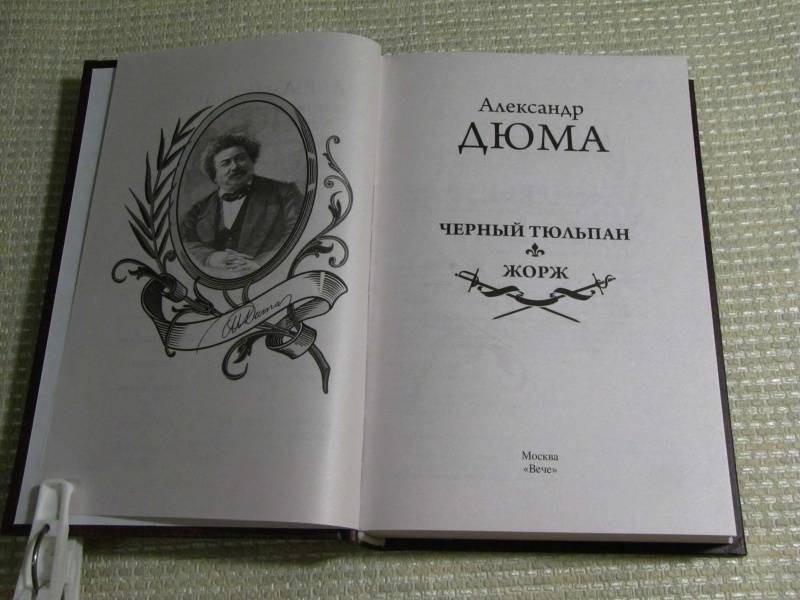 Александр
ДЮМА
ЧЕРНЫЙ ТЮЛЬПАН
ЖОРЖ
Москва
«Вече»